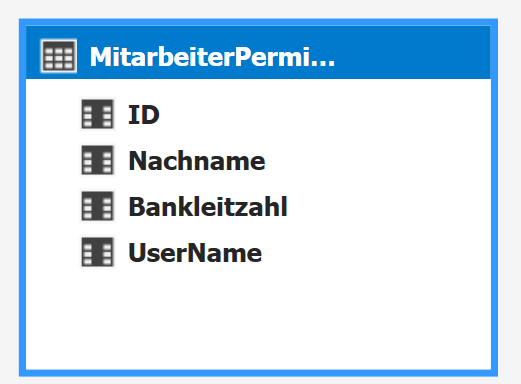 MitarbeiterPermi...
ID
Nachname
Bankleitzahl
UserName